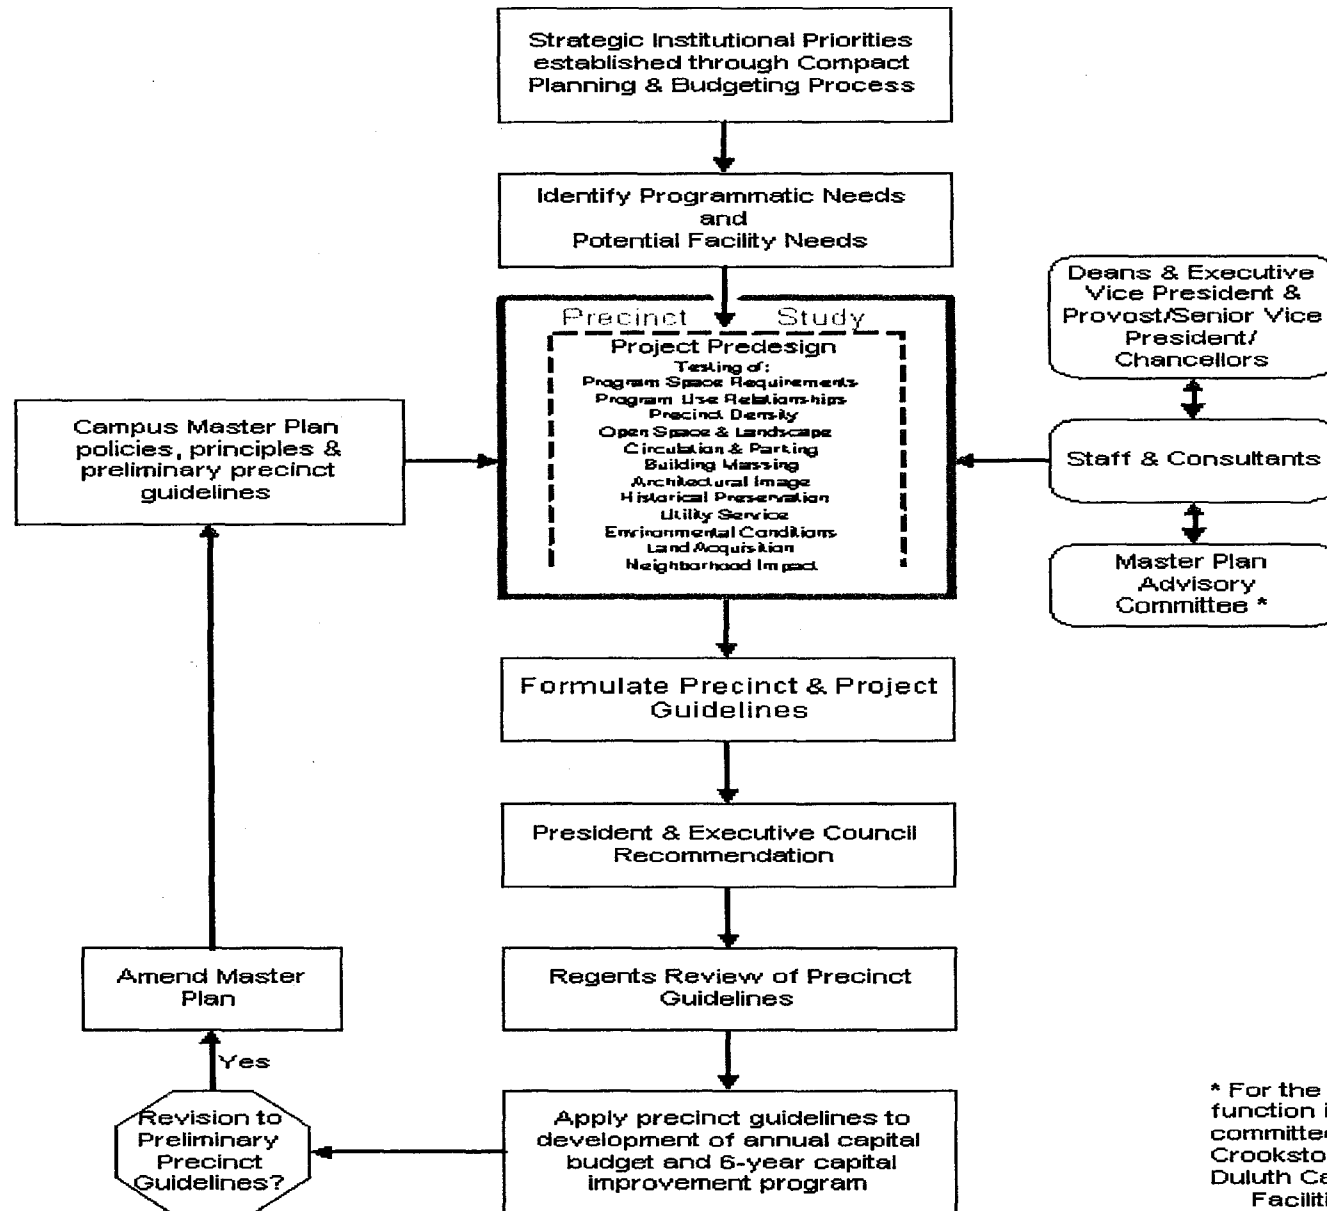 Strategic Institutional Priorities
established through Compact
Planning & Budgeting Process
Identify Programmatic Needs
and
Potential Facility Needs
Precinct Study
Project Predesign
Testing of:
Program Space Requirements
Program Use Relationships
Precinct Density
Open Space & Landscape
Circulation & Parking
Building Massing
Architectural Image
Historical Preservation
Utility Service
Environmental Conditions
Land Acquisition
Neighborhood Impact
Campus Master Plan
policies, principles &
preliminary precinct
guidelines
Deans & Executive
Vice President &
Provost/Senior Vice
President/
Chancellors
Staff & Consultants
Master Plan
Advisory
Committee *
Formulate Precinct & Project
Guidelines
President & Executive Council
Recommendation
Regents Review of Precinct
Guidelines
Apply precinct guidelines to
development of annual capital
budget and 6-year capital
improvement program
Revision to
Preliminary
Precinct
Guidelines?
Yes
Amend Master
Plan
* For the
function i
committee
Crooksto
Duluth Ca
Faciliti